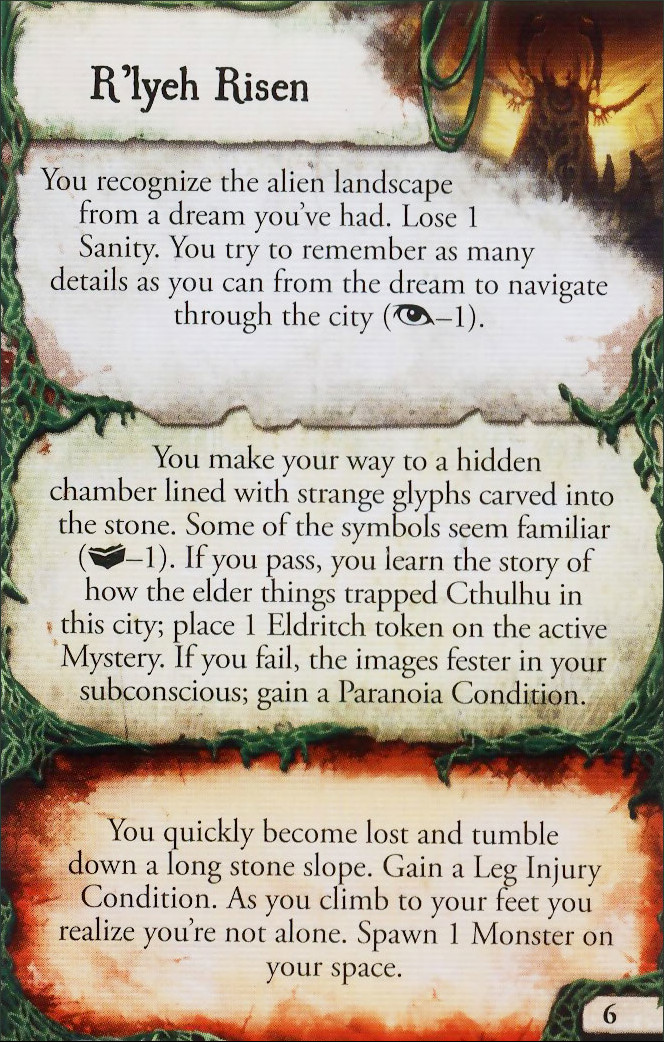 R'lyeh Risen
You recognize the alien landscape
from a dream you've had. Lose 1
Sanity. You try to remember as many
details as you can from the dream to navigate
through the city (–1).
You make your way to a hidden
chamber lined with strange glyphs carved into
the stone. Some of the symbols seem familiar
(–1). If you pass, you learn the story of
how the elder things trapped Cthulhu in
this city; place 1 Eldritch token on the active
Mystery. If you fail, the images fester in your
subconscious; gain a Paranoia Condition.
You quickly become lost and tumble
down a long stone slope. Gain a Leg Injury
Condition. As you climb to your feet you
realize you're not alone. Spawn 1 Monster on
your space.
6